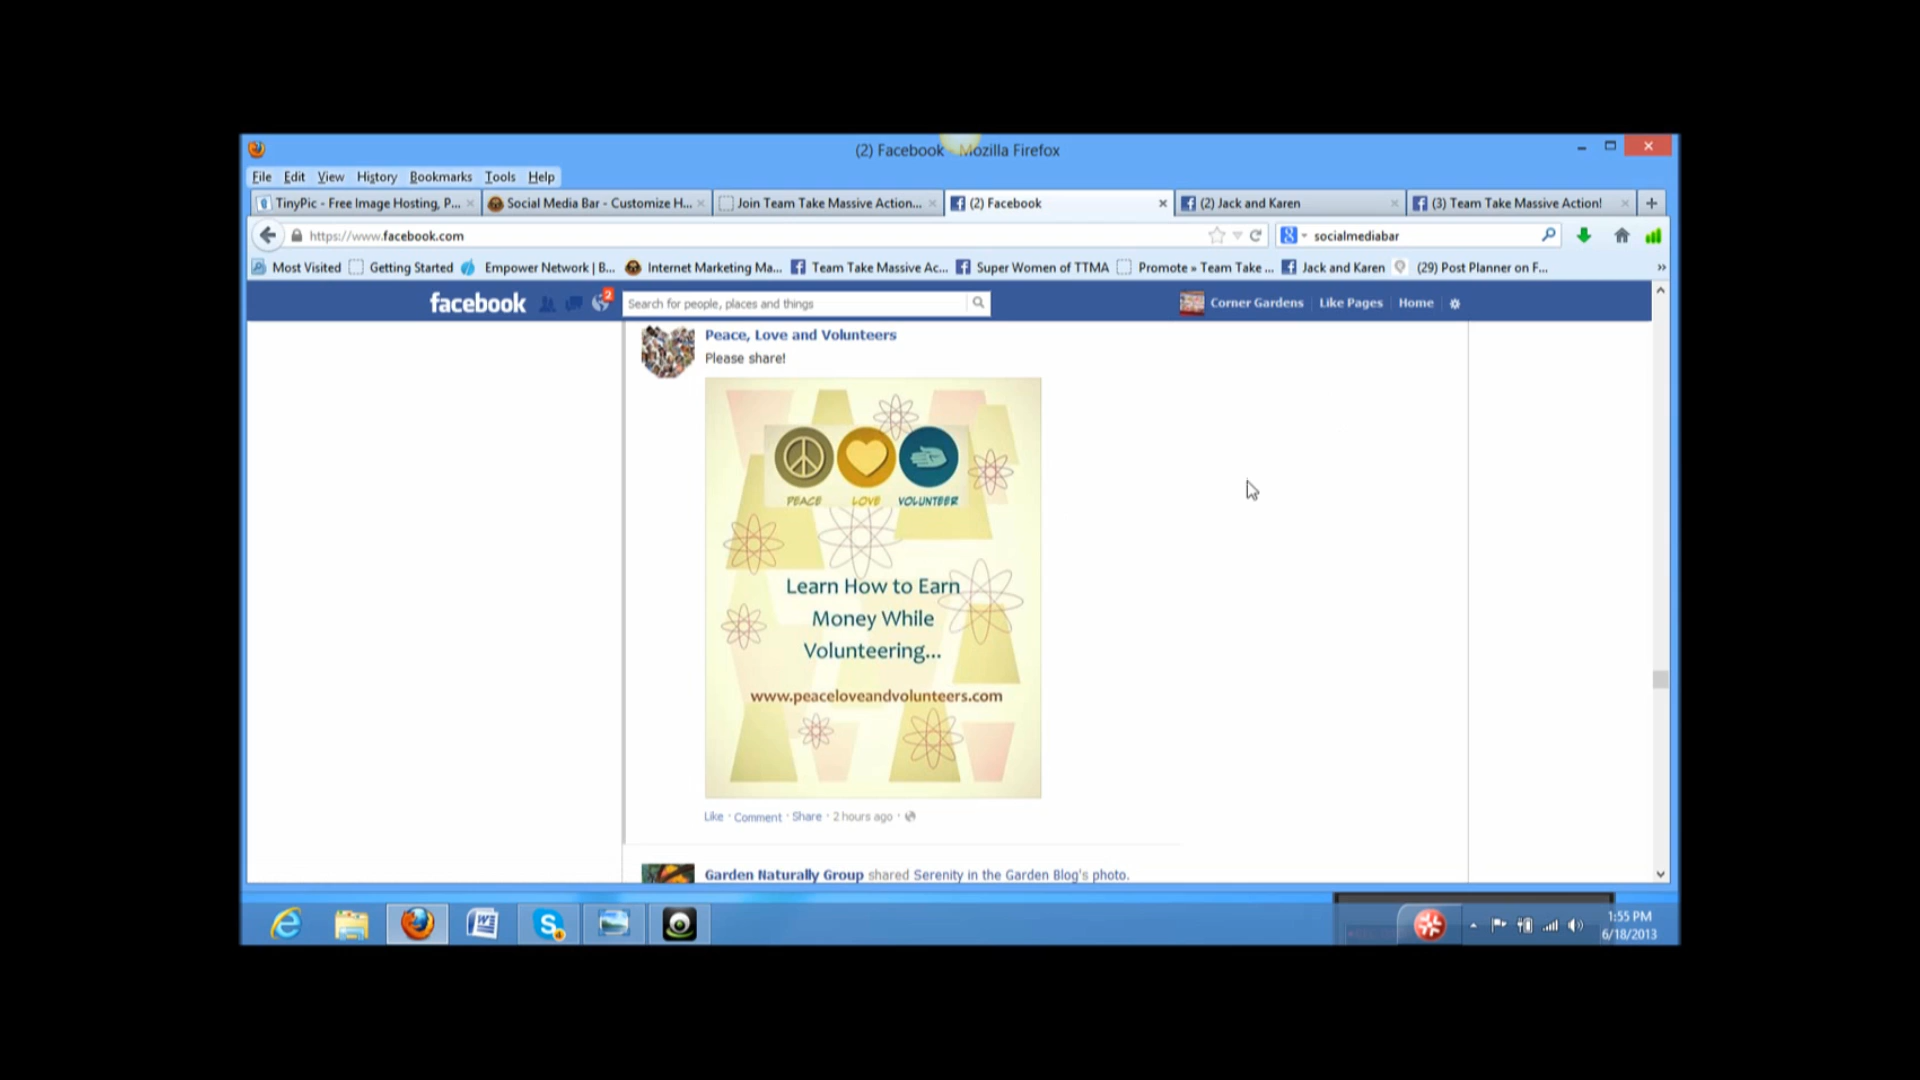 (2) Facebook - Mozilla Firefox
File Edit View History Bookmarks Tools Help
TinyPic - Free Image Hosting, P... Social Media Bar - Customize H... Join Team Take Massive Action... (2) Facebook (2) Jack and Karen (3) Team Take Massive Action!
https://www.facebook.com socialmediabar
Most Visited Getting Started Empower Network | B... Internet Marketing Ma... Team Take Massive Ac... Super Women of TTMA Promote » Team Take ... Jack and Karen (29) Post Planner on F... »
facebook 2 Search for people, places and things Corner Gardens Like Pages Home
Peace, Love and Volunteers
Please share!
PEACE LOVE VOLUNTEER
Learn How to Earn
Money While
Volunteering...
www.peaceloveandvolunteers.com
Like · Comment · Share · 2 hours ago ·
Garden Naturally Group shared Serenity in the Garden Blog's photo.
1:55 PM
6/18/2013